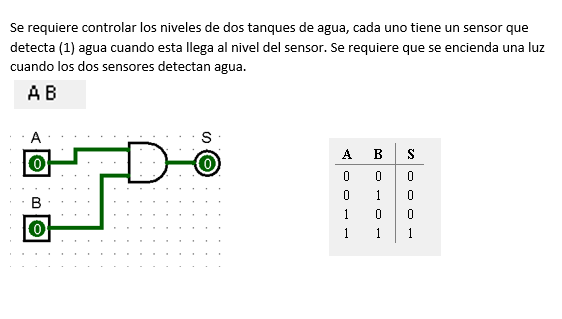 Se requiere controlar los niveles de dos tanques de agua, cada uno tiene un sensor que
detecta (1) agua cuando esta llega al nivel del sensor. Se requiere que se encienda una luz
cuando los dos sensores detectan agua.
A B
A S
0 0
B
0
A B S
0 0 0
0 1 0
1 0 0
1 1 1